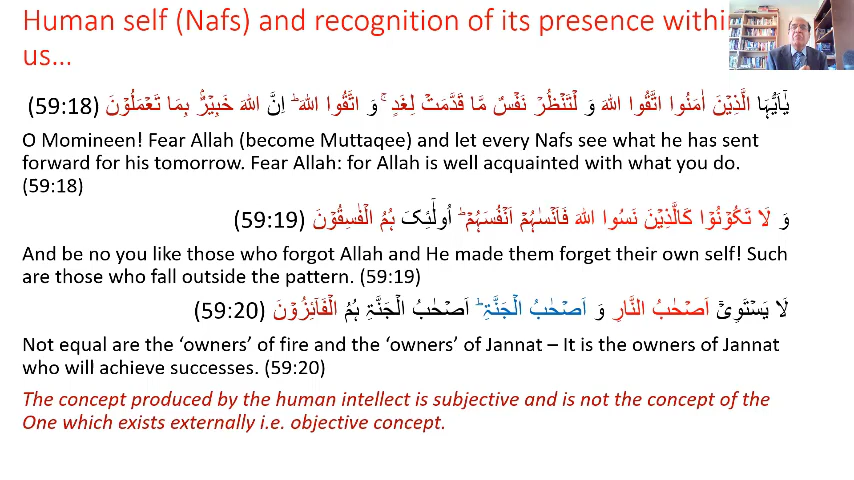 Human self (Nafs) and recognition of its presence within
us...
یٰۤاَیُّہَا الَّذِیۡنَ اٰمَنُوا اتَّقُوا اللّٰہَ وَ لۡتَنۡظُرۡ نَفۡسٌ مَّا قَدَّمَتۡ لِغَدٍ ۚ وَ اتَّقُوا اللّٰہَ ؕ اِنَّ اللّٰہَ خَبِیۡرٌۢ بِمَا تَعۡمَلُوۡنَ (59:18)
O Momineen! Fear Allah (become Muttaqee) and let every Nafs see what he has sent
forward for his tomorrow. Fear Allah: for Allah is well acquainted with what you do.
(59:18)
وَ لَا تَکُوۡنُوۡا کَالَّذِیۡنَ نَسُوا اللّٰہَ فَاَنۡسٰہُمۡ اَنۡفُسَہُمۡ ؕ اُولٰٓئِکَ ہُمُ الۡفٰسِقُوۡنَ (59:19)
And be no you like those who forgot Allah and He made them forget their own self! Such
are those who fall outside the pattern. (59:19)
لَا یَسۡتَوِیۡۤ اَصۡحٰبُ النَّارِ وَ اَصۡحٰبُ الۡجَنَّۃِ ؕ اَصۡحٰبُ الۡجَنَّۃِ ہُمُ الۡفَآئِزُوۡنَ (59:20)
Not equal are the ‘owners’ of fire and the ‘owners’ of Jannat – It is the owners of Jannat
who will achieve successes. (59:20)
The concept produced by the human intellect is subjective and is not the concept of the
One which exists externally i.e. objective concept.